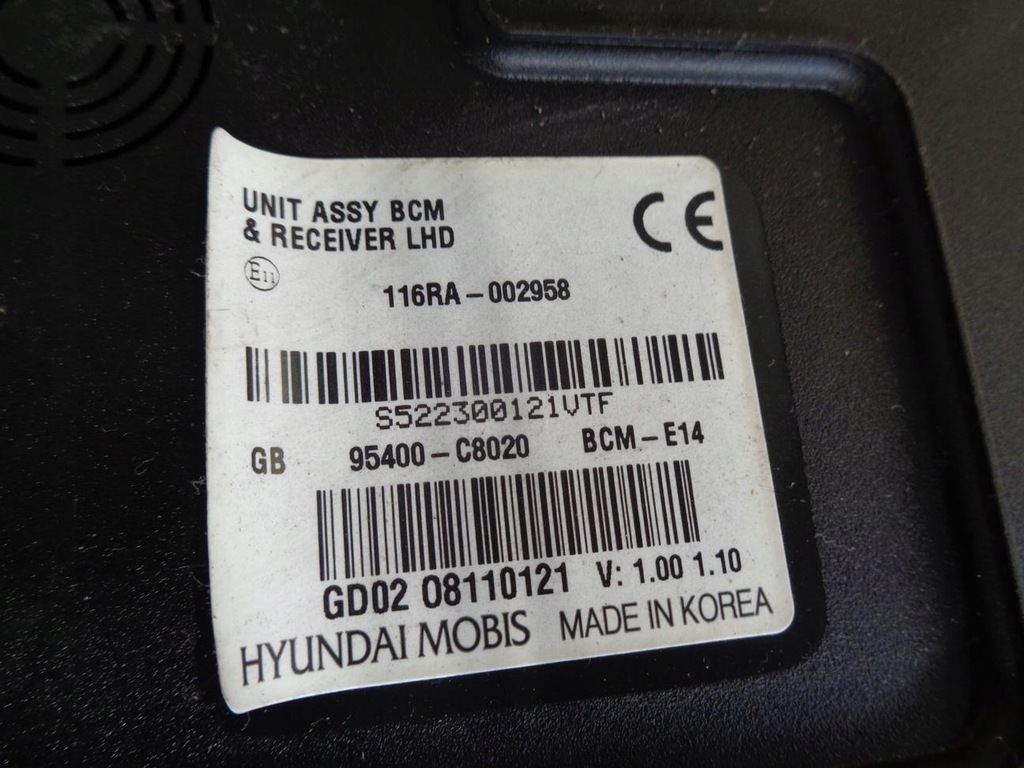 UNIT ASSY BCM
& RECEIVER LHD
CE
E11
116RA-002958
S522300121VTF
GB 95400-C8020 BCM-E14
GD02 08110121 V: 1.00 1.10
HYUNDAI MOBIS MADE IN KOREA